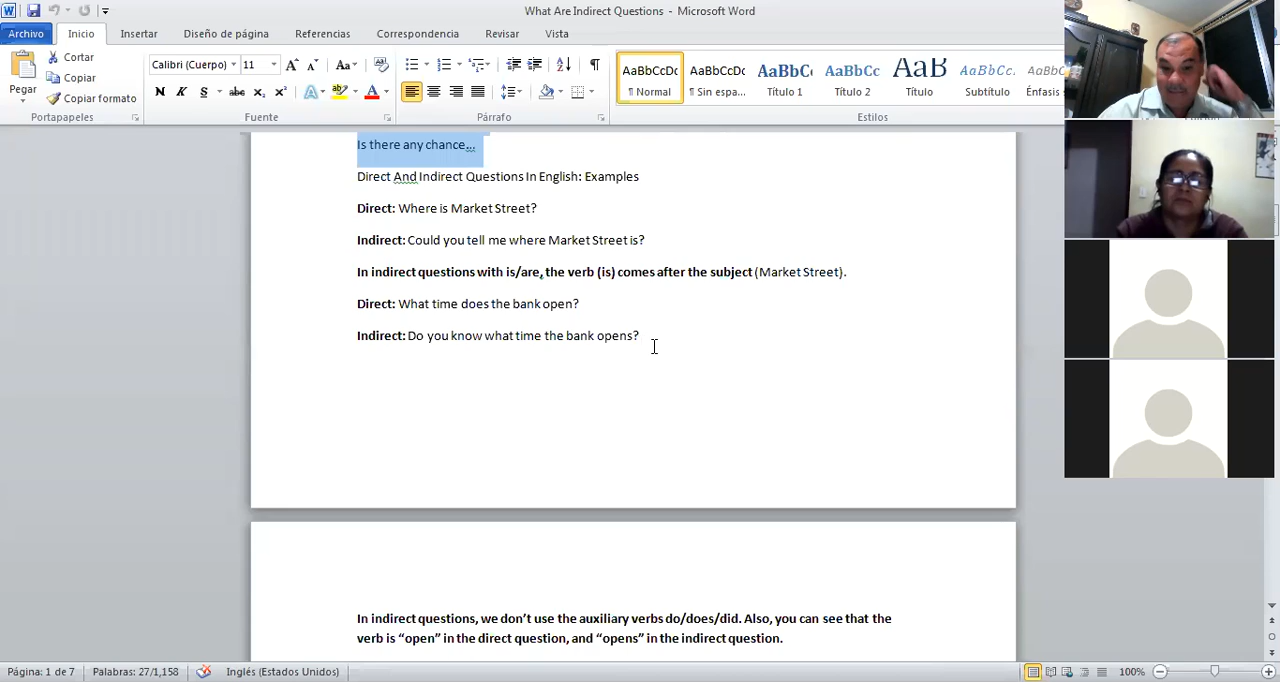 What Are Indirect Questions - Microsoft Word
Archivo Inicio Insertar Diseño de página Referencias Correspondencia Revisar Vista
Pegar
Cortar
Copiar
Copiar formato
Portapapeles
Calibri (Cuerpo) 11
Fuente
Párrafo
AaBbCcDc AaBbCcDc AaBbC AaBbCc AaB AaBbCc. AaBbCc
¶ Normal ¶ Sin espa... Título 1 Título 2 Título Subtítulo Énfasis
Estilos
Is there any chance...
Direct And Indirect Questions In English: Examples
Direct: Where is Market Street?
Indirect: Could you tell me where Market Street is?
In indirect questions with is/are, the verb (is) comes after the subject (Market Street).
Direct: What time does the bank open?
Indirect: Do you know what time the bank opens?
In indirect questions, we don't use the auxiliary verbs do/does/did. Also, you can see that the
verb is “open” in the direct question, and “opens” in the indirect question.
Página: 1 de 7 Palabras: 27/1,158 Inglés (Estados Unidos) 100%